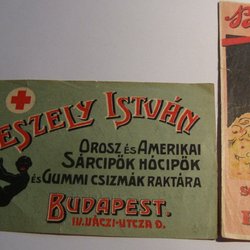 ESZELY ISTVÁN
OROSZ és AMERIKAI
SÁRCIPŐK HÓCIPŐK
és GUMMI CSIZMÁK RAKTÁRA
BUDAPEST.
IV. VÁCZI-UTCZA 9.